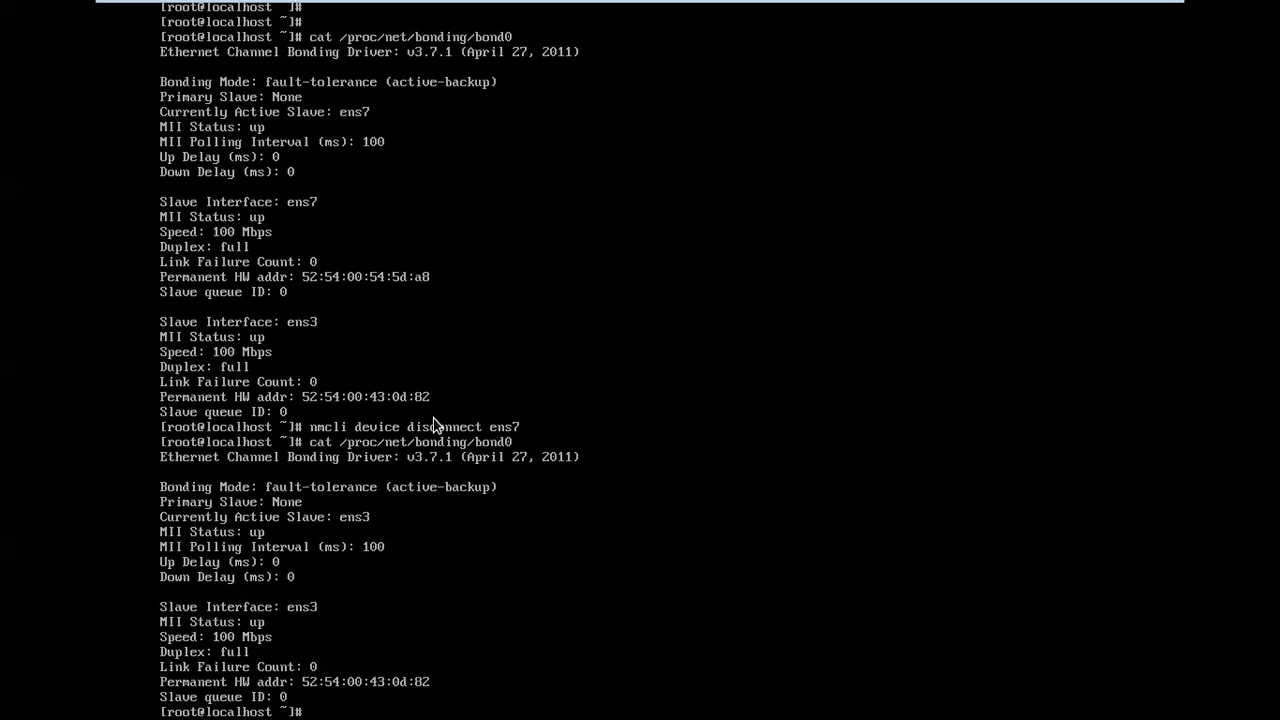 [root@localhost ~]#
[root@localhost ~]#
[root@localhost ~]# cat /proc/net/bonding/bond0
Ethernet Channel Bonding Driver: v3.7.1 (April 27, 2011)
Bonding Mode: fault-tolerance (active-backup)
Primary Slave: None
Currently Active Slave: ens7
MII Status: up
MII Polling Interval (ms): 100
Up Delay (ms): 0
Down Delay (ms): 0
Slave Interface: ens7
MII Status: up
Speed: 100 Mbps
Duplex: full
Link Failure Count: 0
Permanent HW addr: 52:54:00:54:5d:a8
Slave queue ID: 0
Slave Interface: ens3
MII Status: up
Speed: 100 Mbps
Duplex: full
Link Failure Count: 0
Permanent HW addr: 52:54:00:43:0d:82
Slave queue ID: 0
[root@localhost ~]# nmcli device disconnect ens7
[root@localhost ~]# cat /proc/net/bonding/bond0
Ethernet Channel Bonding Driver: v3.7.1 (April 27, 2011)
Bonding Mode: fault-tolerance (active-backup)
Primary Slave: None
Currently Active Slave: ens3
MII Status: up
MII Polling Interval (ms): 100
Up Delay (ms): 0
Down Delay (ms): 0
Slave Interface: ens3
MII Status: up
Speed: 100 Mbps
Duplex: full
Link Failure Count: 0
Permanent HW addr: 52:54:00:43:0d:82
Slave queue ID: 0
[root@localhost ~]#